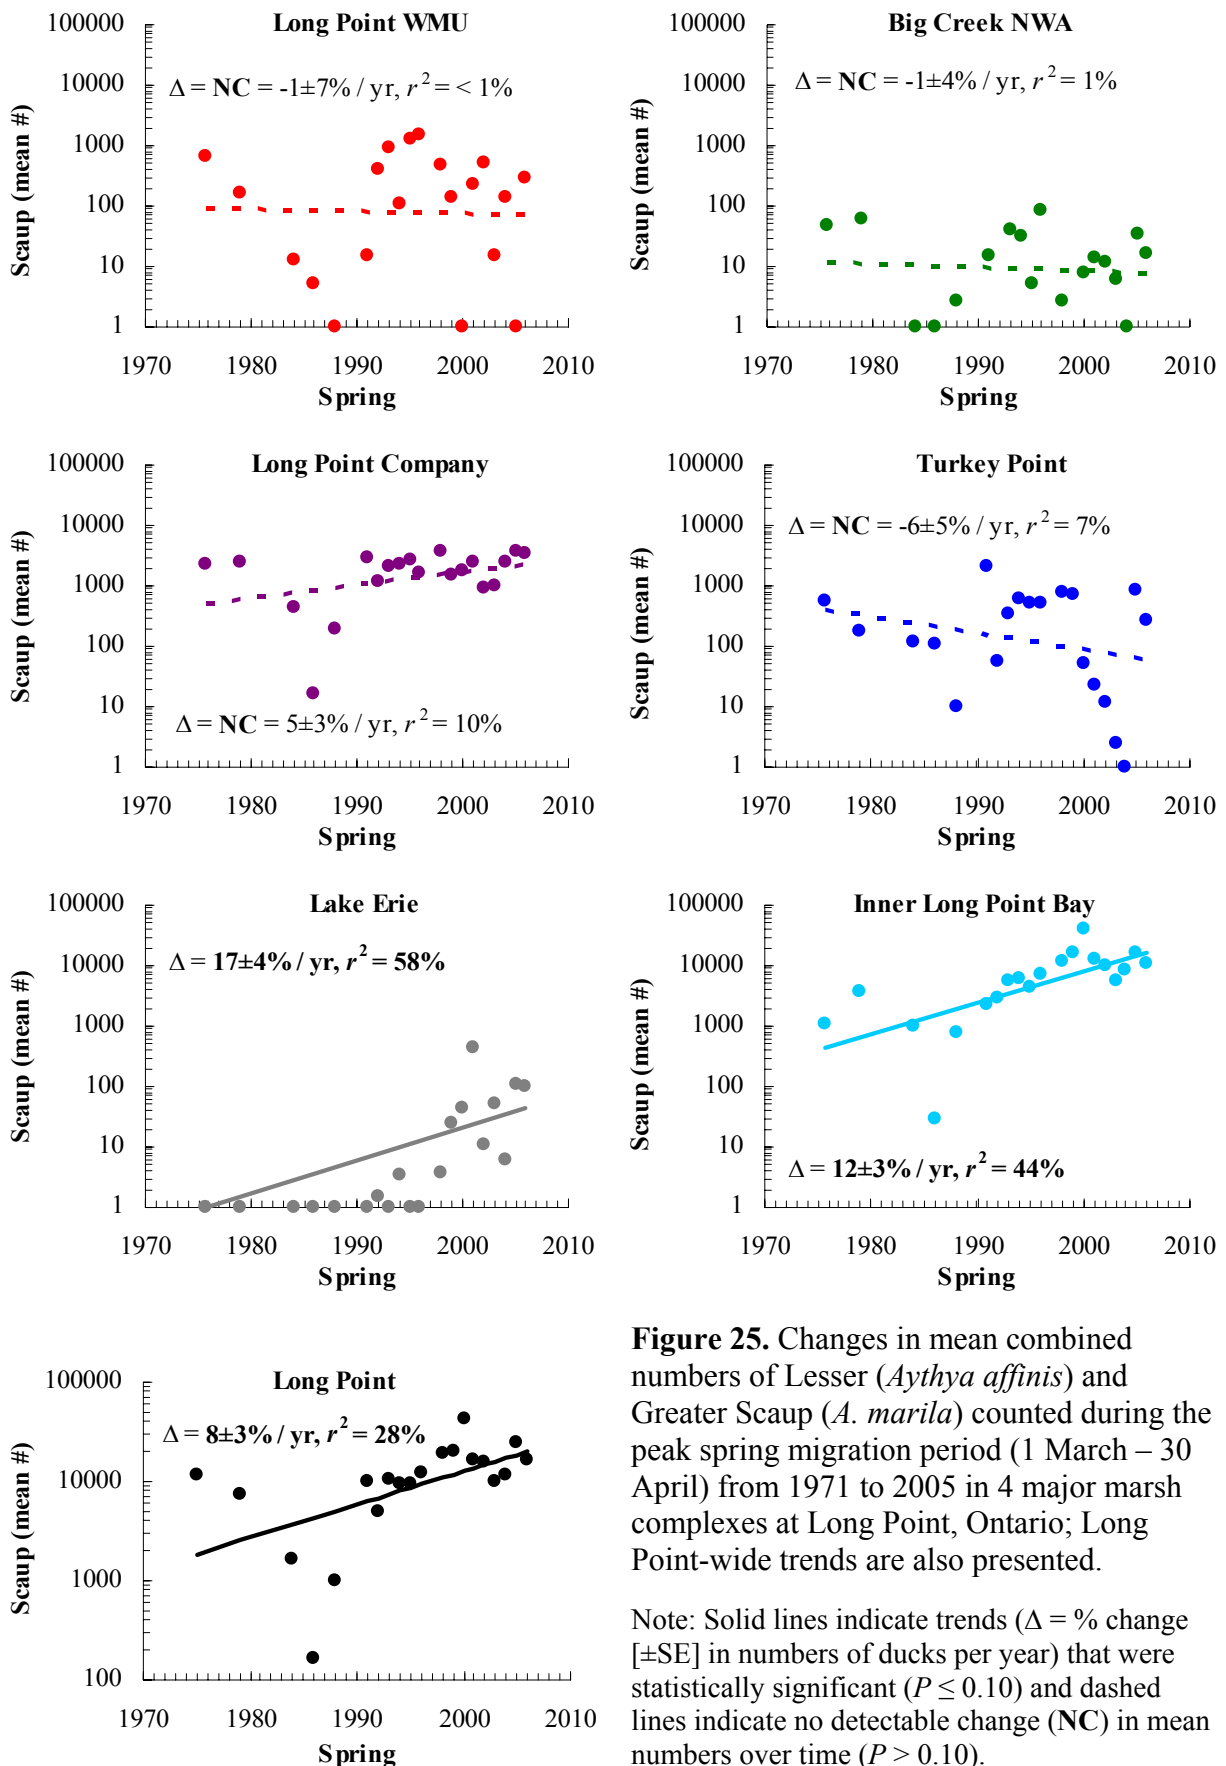 Long Point WMU
Δ = NC = -1±7% / yr, r² = < 1%
Scaup (mean #)
100000
10000
1000
100
10
1
1970 1980 1990 2000 2010
Spring
Big Creek NWA
Δ = NC = -1±4% / yr, r² = 1%
Scaup (mean #)
100000
10000
1000
100
10
1
1970 1980 1990 2000 2010
Spring
Long Point Company
Δ = NC = 5±3% / yr, r² = 10%
Scaup (mean #)
100000
10000
1000
100
10
1
1970 1980 1990 2000 2010
Spring
Turkey Point
Δ = NC = -6±5% / yr, r² = 7%
Scaup (mean #)
100000
10000
1000
100
10
1
1970 1980 1990 2000 2010
Spring
Lake Erie
Δ = 17±4% / yr, r² = 58%
Scaup (mean #)
100000
10000
1000
100
10
1
1970 1980 1990 2000 2010
Spring
Inner Long Point Bay
Δ = 12±3% / yr, r² = 44%
Scaup (mean #)
100000
10000
1000
100
10
1
1970 1980 1990 2000 2010
Spring
Long Point
Δ = 8±3% / yr, r² = 28%
Scaup (mean #)
100000
10000
1000
100
1970 1980 1990 2000 2010
Spring
Figure 25. Changes in mean combined
numbers of Lesser (Aythya affinis) and
Greater Scaup (A. marila) counted during the
peak spring migration period (1 March – 30
April) from 1971 to 2005 in 4 major marsh
complexes at Long Point, Ontario; Long
Point-wide trends are also presented.
Note: Solid lines indicate trends (Δ = % change
[±SE] in numbers of ducks per year) that were
statistically significant (P ≤ 0.10) and dashed
lines indicate no detectable change (NC) in mean
numbers over time (P > 0.10).